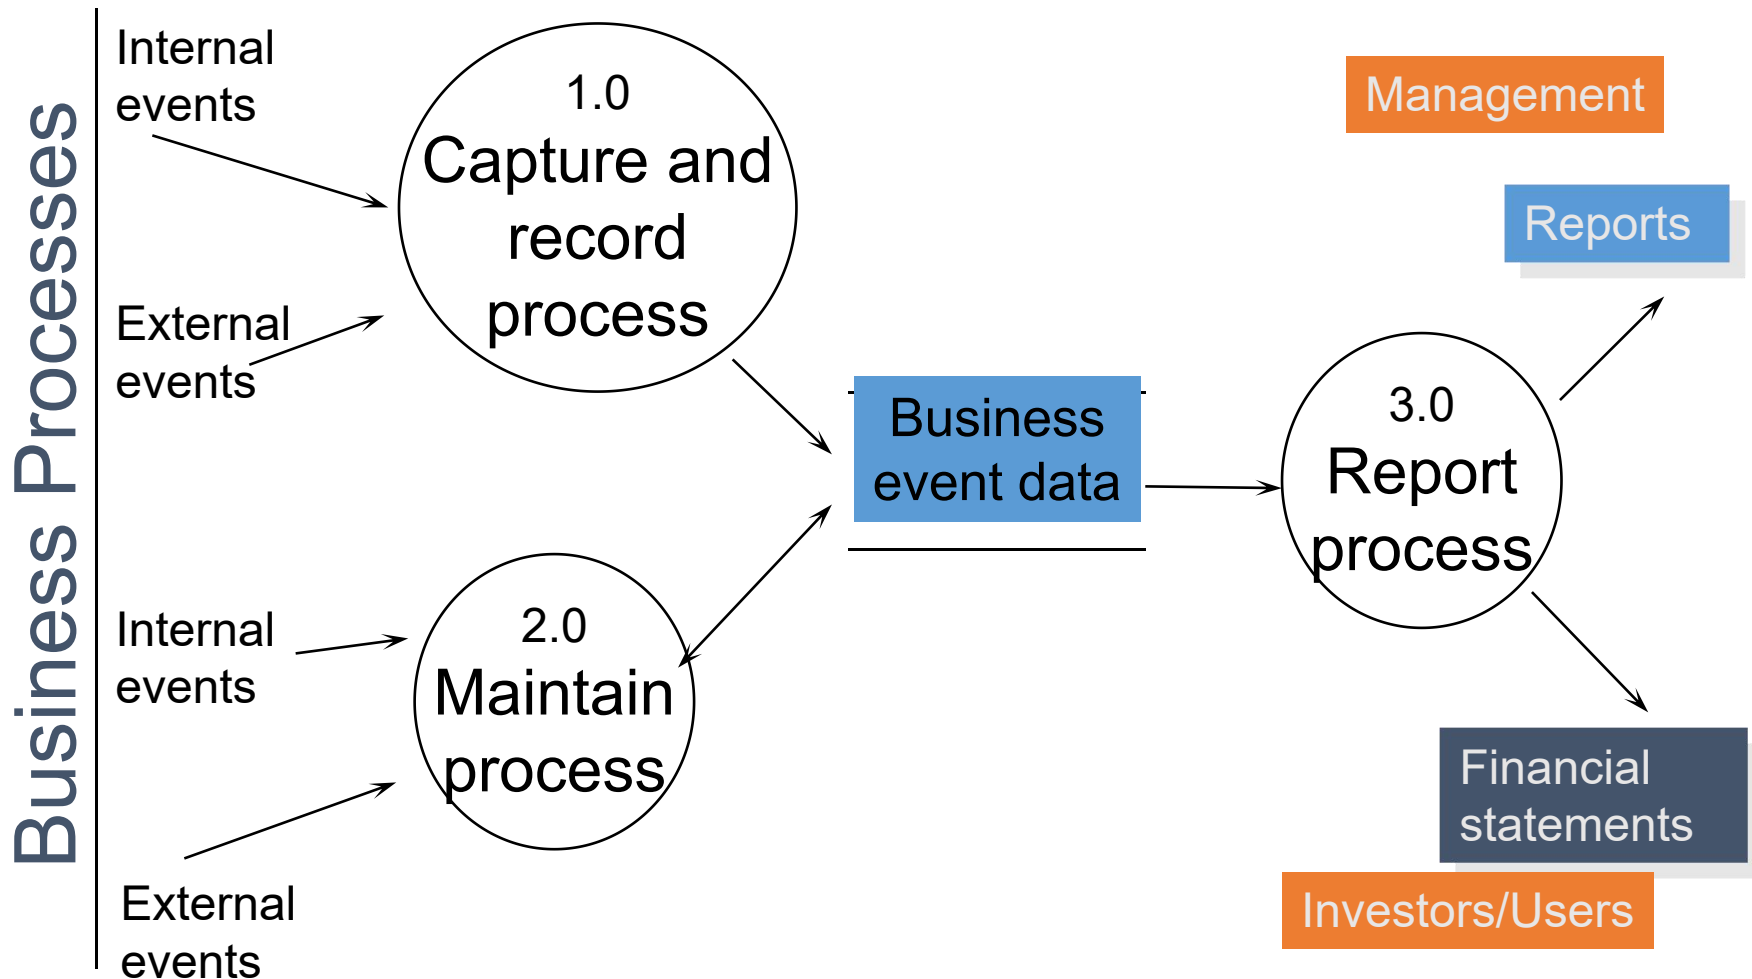 Business Processes
Internal
events
External
events
Internal
events
External
events
1.0
Capture and
record
process
2.0
Maintain
process
Business
event data
3.0
Report
process
Management
Reports
Financial
statements
Investors/Users